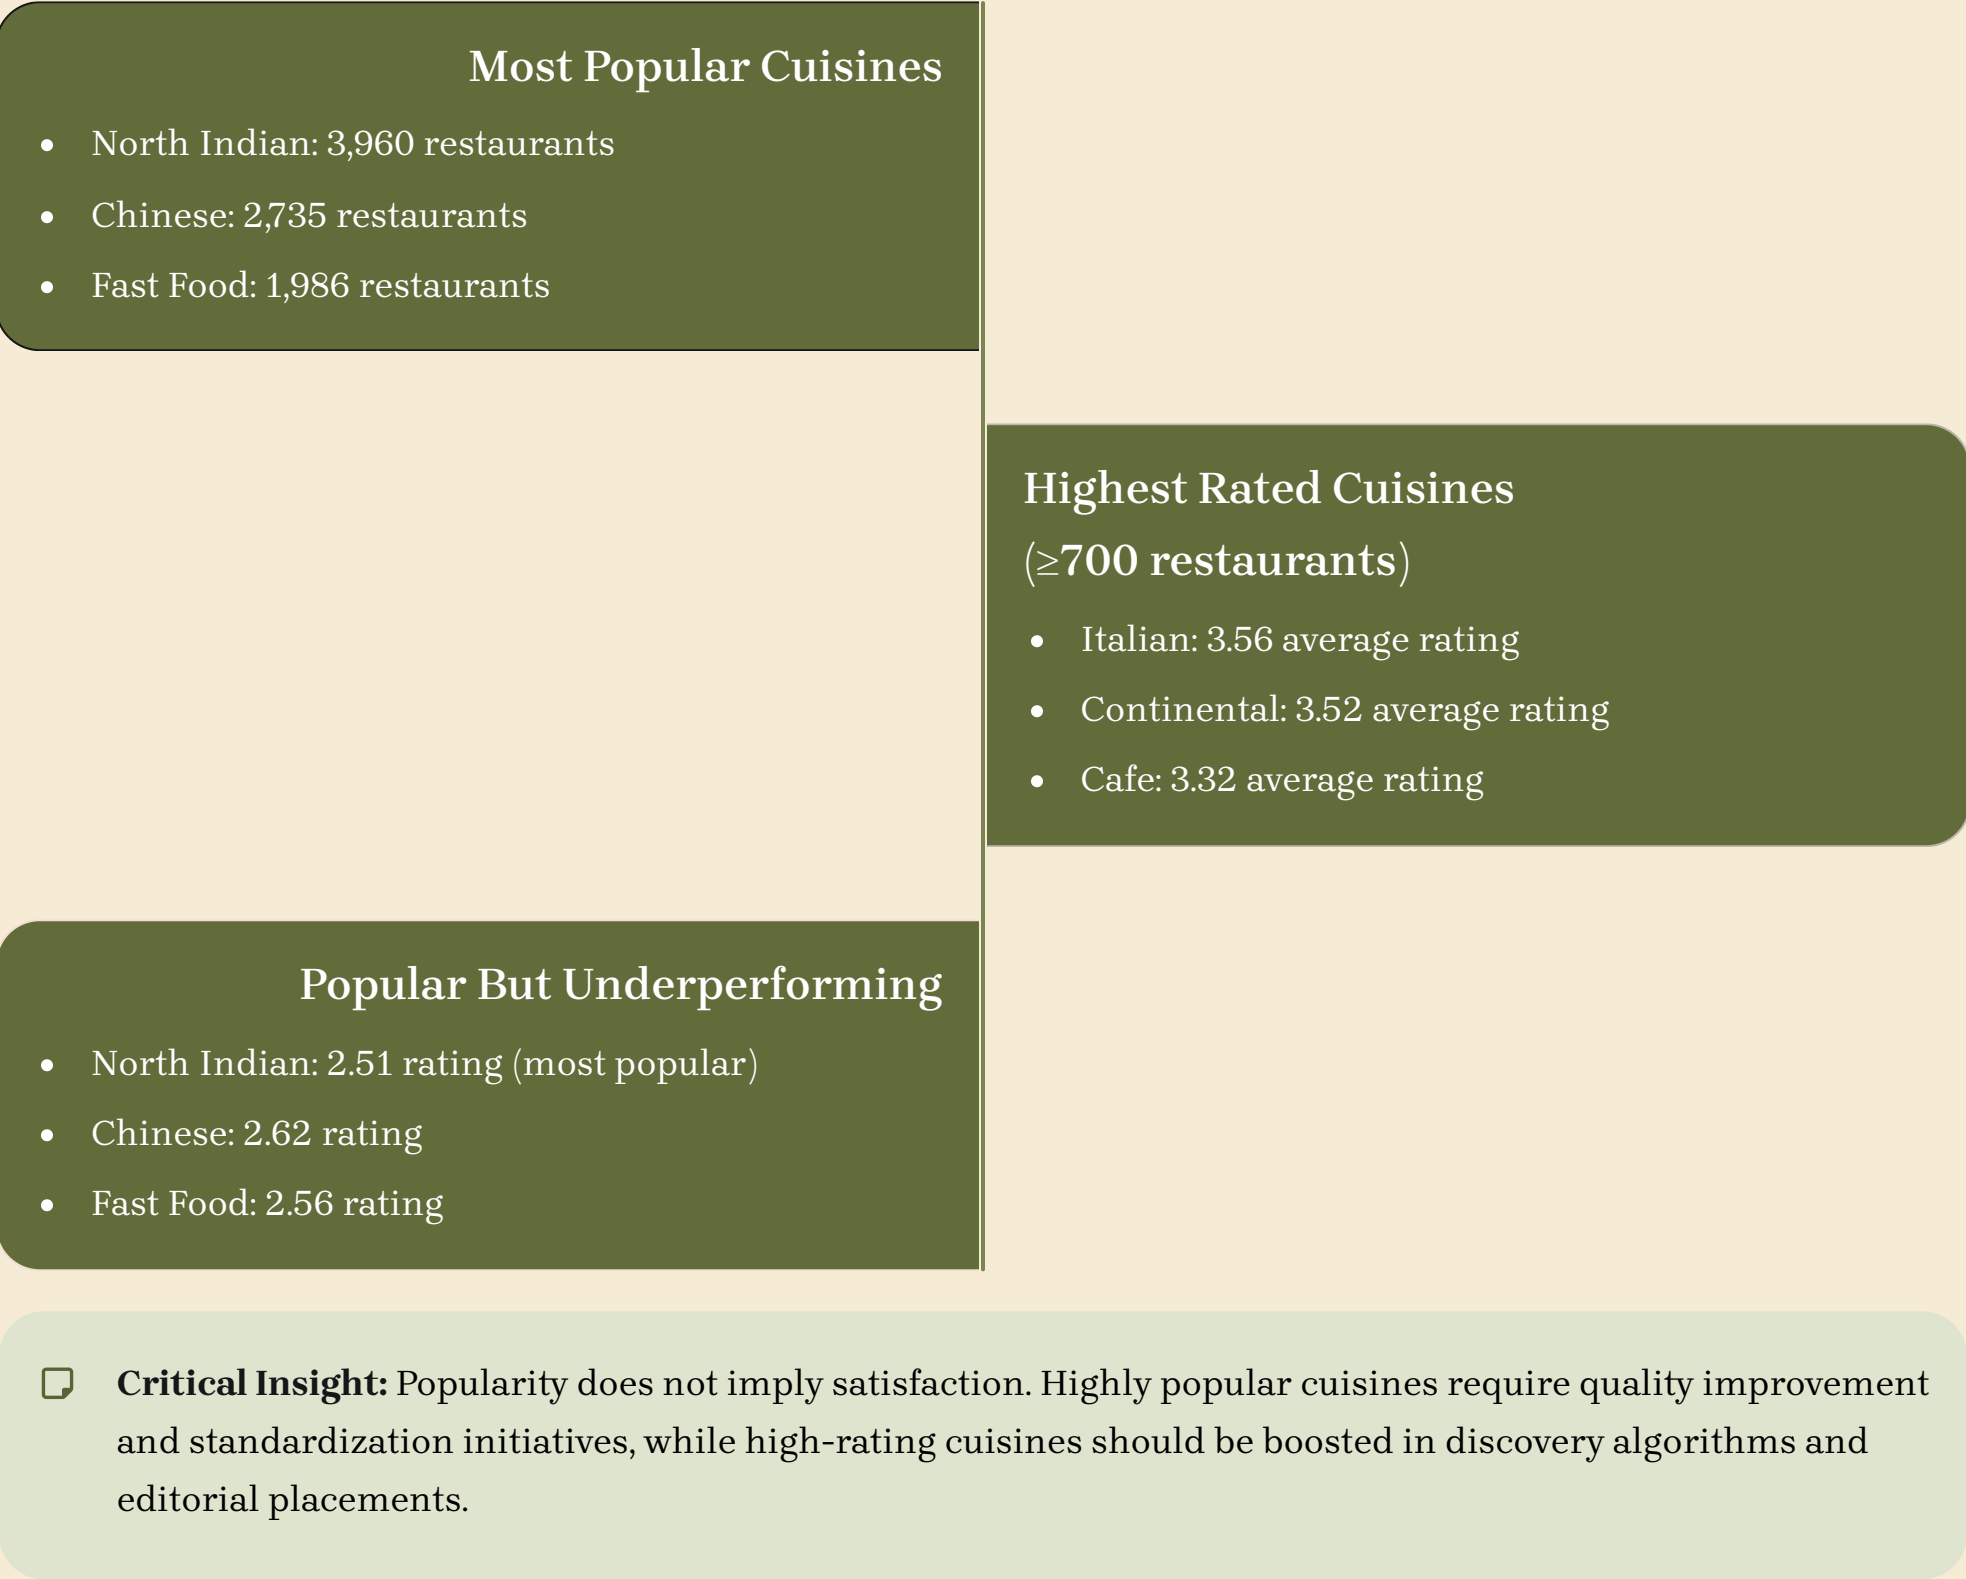 Most Popular Cuisines
North Indian: 3,960 restaurants
Chinese: 2,735 restaurants
Fast Food: 1,986 restaurants
Highest Rated Cuisines
(≥700 restaurants)
Italian: 3.56 average rating
Continental: 3.52 average rating
Cafe: 3.32 average rating
Popular But Underperforming
North Indian: 2.51 rating (most popular)
Chinese: 2.62 rating
Fast Food: 2.56 rating
Critical Insight: Popularity does not imply satisfaction. Highly popular cuisines require quality improvement
and standardization initiatives, while high-rating cuisines should be boosted in discovery algorithms and
editorial placements.